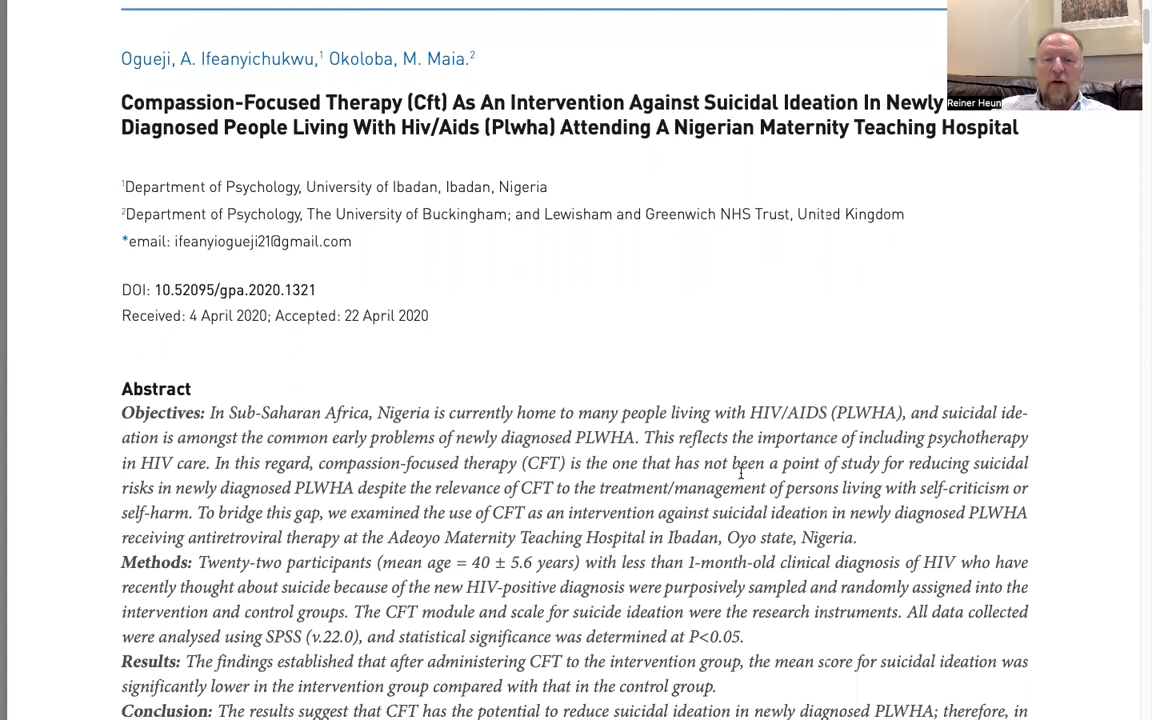 Ogueji, A. Ifeanyichukwu,¹ Okoloba, M. Maia.²
Compassion-Focused Therapy (Cft) As An Intervention Against Suicidal Ideation In Newly
Diagnosed People Living With Hiv/Aids (Plwha) Attending A Nigerian Maternity Teaching Hospital
Reiner Heun
¹Department of Psychology, University of Ibadan, Ibadan, Nigeria
²Department of Psychology, The University of Buckingham; and Lewisham and Greenwich NHS Trust, United Kingdom
*email: ifeanyiogueji21@gmail.com
DOI: 10.52095/gpa.2020.1321
Received: 4 April 2020; Accepted: 22 April 2020
Abstract
Objectives: In Sub-Saharan Africa, Nigeria is currently home to many people living with HIV/AIDS (PLWHA), and suicidal ide-
ation is amongst the common early problems of newly diagnosed PLWHA. This reflects the importance of including psychotherapy
in HIV care. In this regard, compassion-focused therapy (CFT) is the one that has not been a point of study for reducing suicidal
risks in newly diagnosed PLWHA despite the relevance of CFT to the treatment/management of persons living with self-criticism or
self-harm. To bridge this gap, we examined the use of CFT as an intervention against suicidal ideation in newly diagnosed PLWHA
receiving antiretroviral therapy at the Adeoyo Maternity Teaching Hospital in Ibadan, Oyo state, Nigeria.
Methods: Twenty-two participants (mean age = 40 ± 5.6 years) with less than 1-month-old clinical diagnosis of HIV who have
recently thought about suicide because of the new HIV-positive diagnosis were purposively sampled and randomly assigned into the
intervention and control groups. The CFT module and scale for suicide ideation were the research instruments. All data collected
were analysed using SPSS (v.22.0), and statistical significance was determined at P<0.05.
Results: The findings established that after administering CFT to the intervention group, the mean score for suicidal ideation was
significantly lower in the intervention group compared with that in the control group.
Conclusion: The results suggest that CFT has the potential to reduce suicidal ideation in newly diagnosed PLWHA; therefore, in